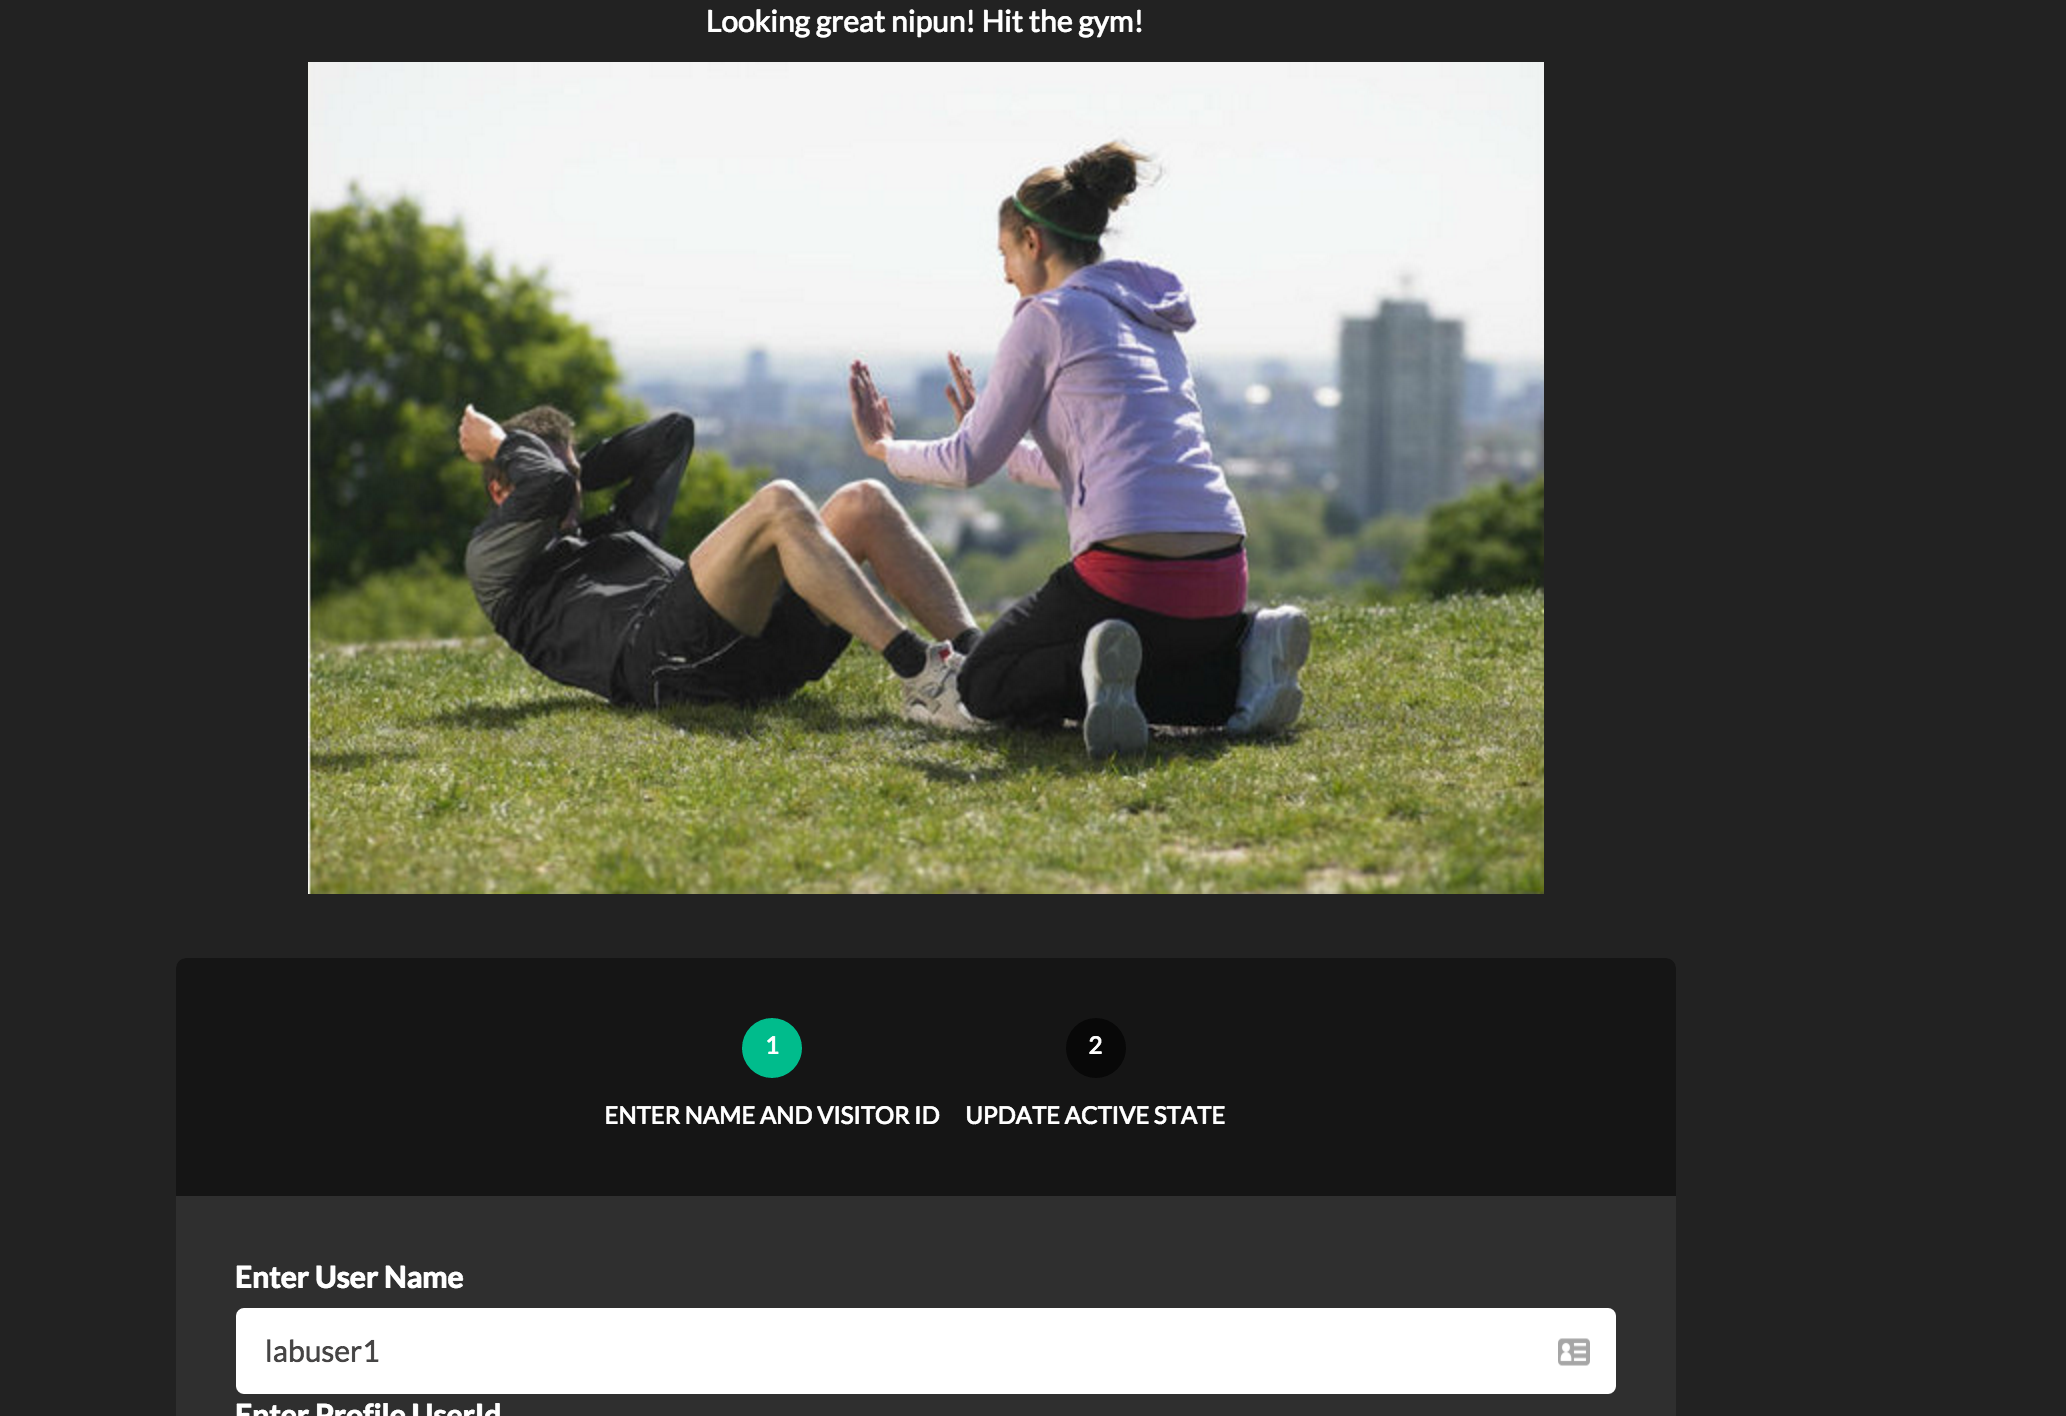 Looking great nipun! Hit the gym!
1
2
ENTER NAME AND VISITOR ID
UPDATE ACTIVE STATE
Enter User Name
labuser1
Enter Profile UserId